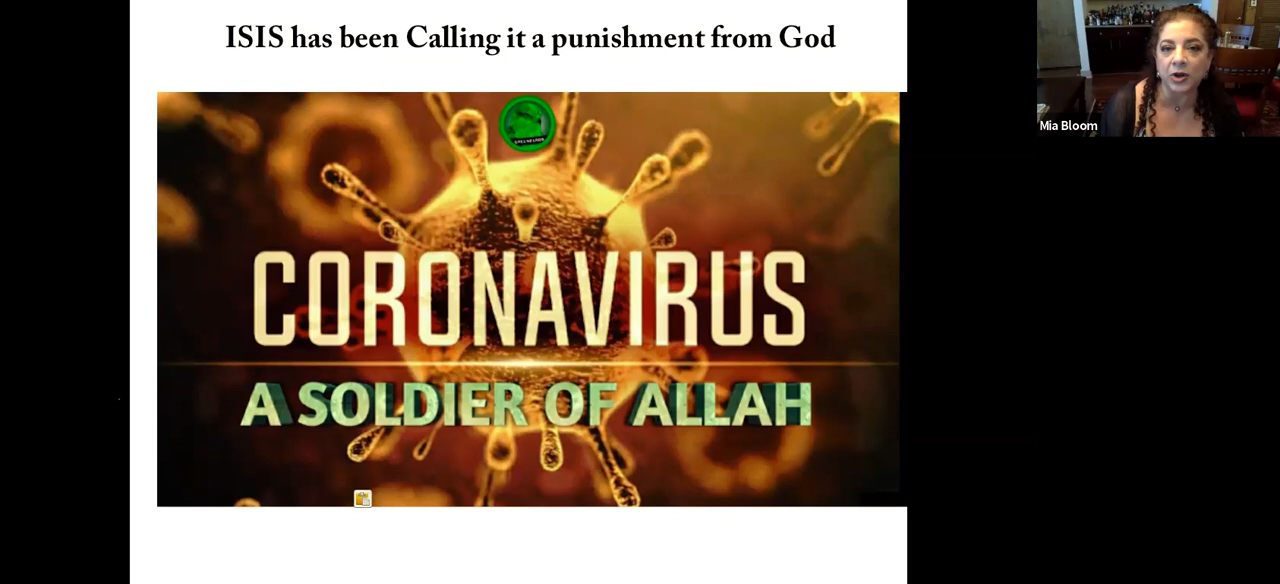 ISIS has been Calling it a punishment from God
CORONAVIRUS
A SOLDIER OF ALLAH
Mia Bloom